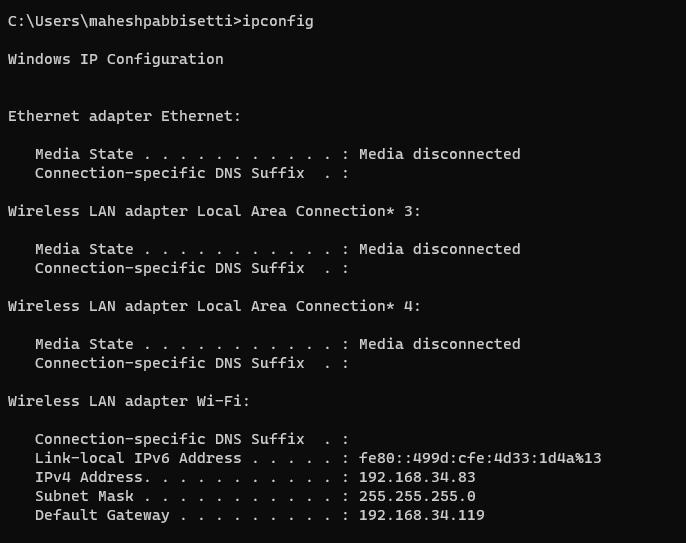 C:\Users\maheshpabbisetti>ipconfig
Windows IP Configuration
Ethernet adapter Ethernet:
   Media State . . . . . . . . . . . : Media disconnected
   Connection-specific DNS Suffix  . :
Wireless LAN adapter Local Area Connection* 3:
   Media State . . . . . . . . . . . : Media disconnected
   Connection-specific DNS Suffix  . :
Wireless LAN adapter Local Area Connection* 4:
   Media State . . . . . . . . . . . : Media disconnected
   Connection-specific DNS Suffix  . :
Wireless LAN adapter Wi-Fi:
   Connection-specific DNS Suffix  . :
   Link-local IPv6 Address . . . . . : fe80::499d:cfe:4d33:1d4a%13
   IPv4 Address. . . . . . . . . . . : 192.168.34.83
   Subnet Mask . . . . . . . . . . . : 255.255.255.0
   Default Gateway . . . . . . . . . : 192.168.34.119